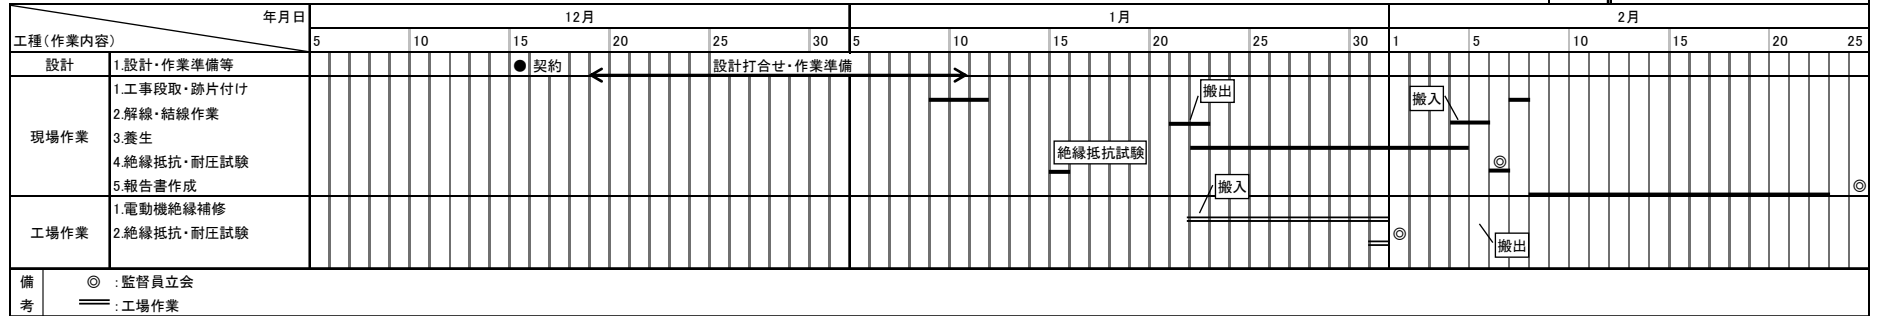 年月日 12月 1月 2月
工種(作業内容) 5 10 15 20 25 30 5 10 15 20 25 30 1 5 10 15 20 25
設計 1.設計・作業準備等 ● 契約 設計打合せ・作業準備
現場作業
1.工事段取・跡片付け 搬出 搬入
2.解線・結線作業
3.養生
4.絶縁抵抗・耐圧試験 絶縁抵抗試験 ◎
5.報告書作成 搬入 ◎
工場作業
1.電動機絶縁補修
2.絶縁抵抗・耐圧試験 ◎ 搬出
備考
◎ :監督員立会
:工場作業